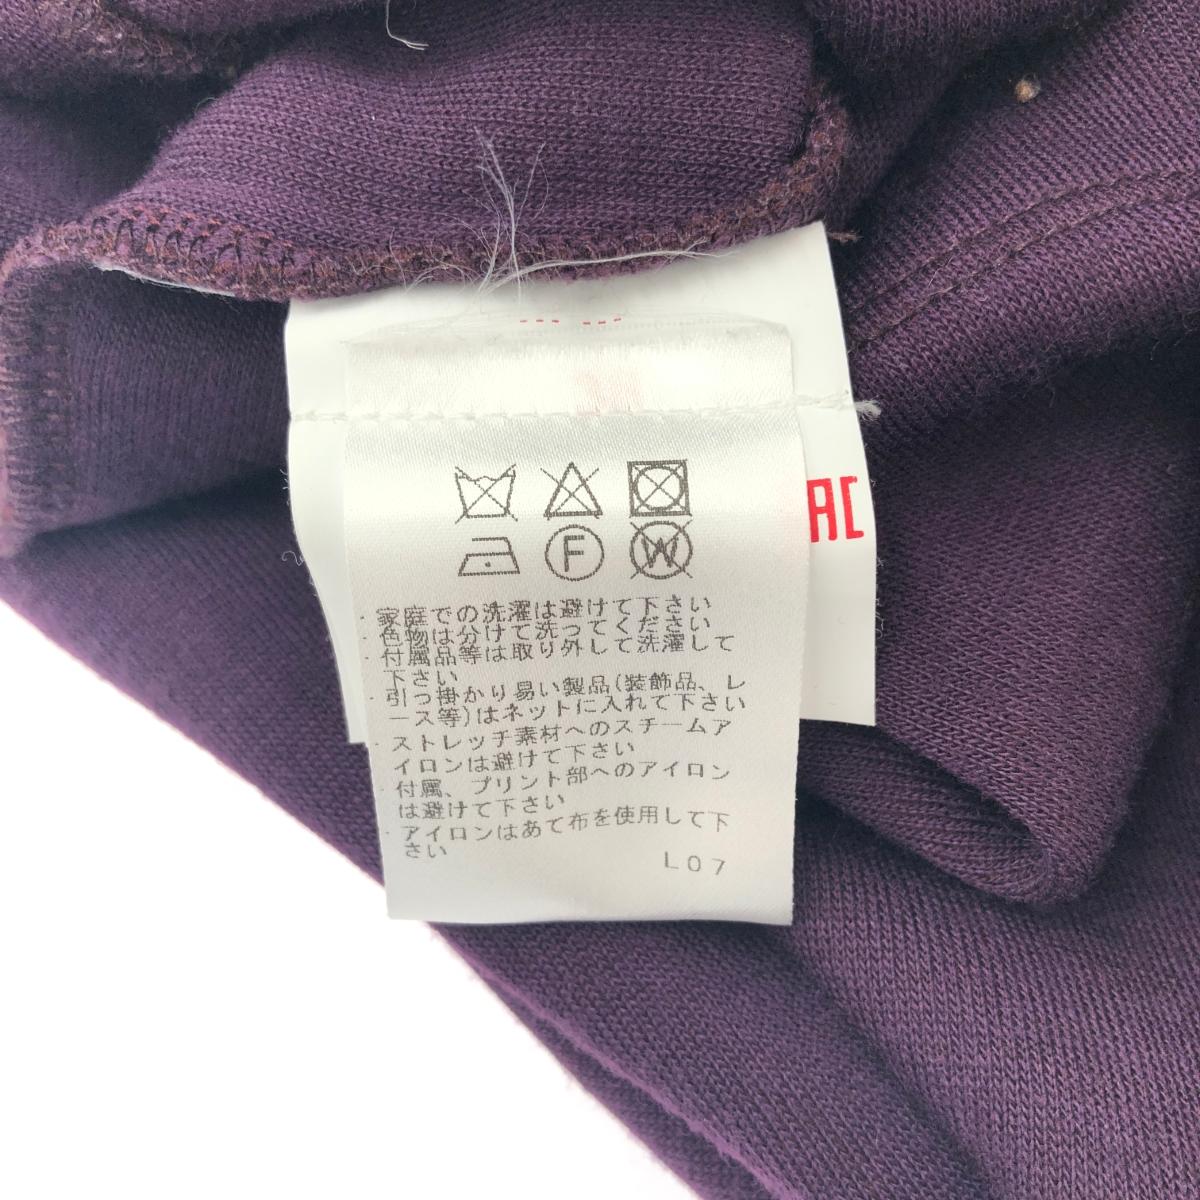 AC
F
W
・家庭での洗濯は避けて下さい
・色物は分けて洗ってください
・付属品等は取り外して洗濯して
下さい
・引っ掛かり易い製品(装飾品、レ
ース等)はネットに入れて下さい
・ストレッチ素材へのスチームア
イロンは避けて下さい
・付属、プリント部へのアイロン
は避けて下さい
・アイロンはあて布を使用して下
さい
L07